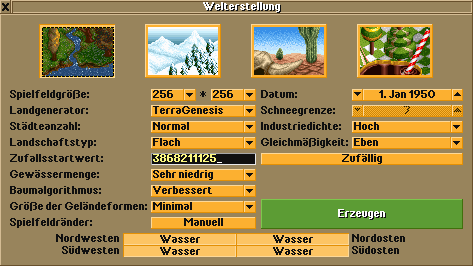 Welterstellung
Spielfeldgröße: 256 * 256 Datum: 1. Jan 1950
Landgenerator: TerraGenesis Schneegrenze: 7
Städteanzahl: Normal Industriedichte: Hoch
Landschaftstyp: Flach Gleichmäßigkeit: Eben
Zufallsstartwert: 3868211125_ Zufällig
Gewässermenge: Sehr niedrig
Baumalgorithmus: Verbessert
Größe der Geländeformen: Minimal Erzeugen
Spielfeldränder: Manuell
Nordwesten Wasser Wasser Nordosten
Südwesten Wasser Wasser Südosten